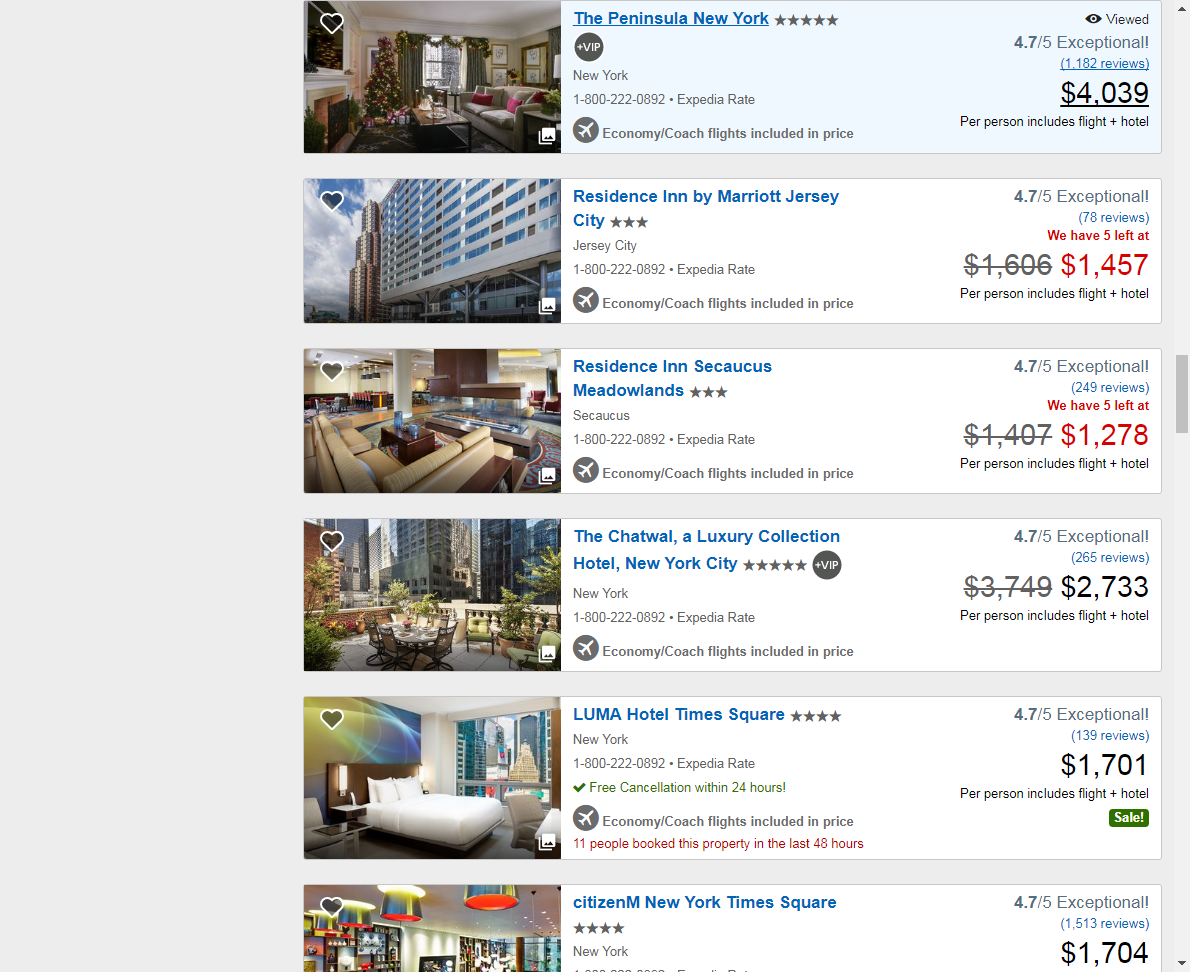 The Peninsula New York
Viewed
+VIP
4.7/5 Exceptional!
(1,182 reviews)
New York
$4,039
1-800-222-0892 • Expedia Rate
Per person includes flight + hotel
Economy/Coach flights included in price
Residence Inn by Marriott Jersey
City
4.7/5 Exceptional!
(78 reviews)
We have 5 left at
Jersey City
$1,606 $1,457
1-800-222-0892 • Expedia Rate
Per person includes flight + hotel
Economy/Coach flights included in price
Residence Inn Secaucus
Meadowlands
4.7/5 Exceptional!
(249 reviews)
We have 5 left at
Secaucus
$1,407 $1,278
1-800-222-0892 • Expedia Rate
Per person includes flight + hotel
Economy/Coach flights included in price
The Chatwal, a Luxury Collection
Hotel, New York City
+VIP
4.7/5 Exceptional!
(265 reviews)
New York
$3,749 $2,733
1-800-222-0892 • Expedia Rate
Per person includes flight + hotel
Economy/Coach flights included in price
LUMA Hotel Times Square
4.7/5 Exceptional!
(139 reviews)
New York
$1,701
1-800-222-0892 • Expedia Rate
Free Cancellation within 24 hours!
Per person includes flight + hotel
Economy/Coach flights included in price
Sale!
11 people booked this property in the last 48 hours
citizenM New York Times Square
4.7/5 Exceptional!
(1,513 reviews)
New York
$1,704